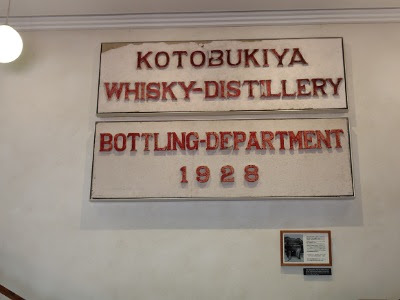 KOTOBUKIYA
WHISKY-DISTILLERY
BOTTLING-DEPARTMENT
1928